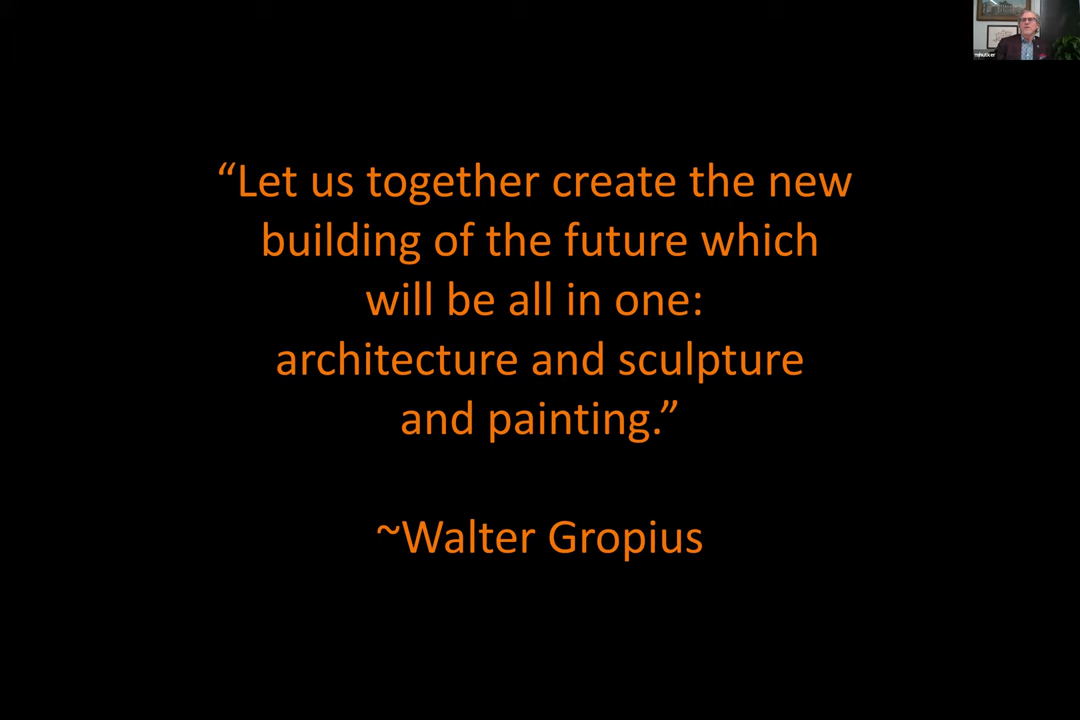 “Let us together create the new
building of the future which
will be all in one:
architecture and sculpture
and painting.”
~Walter Gropius